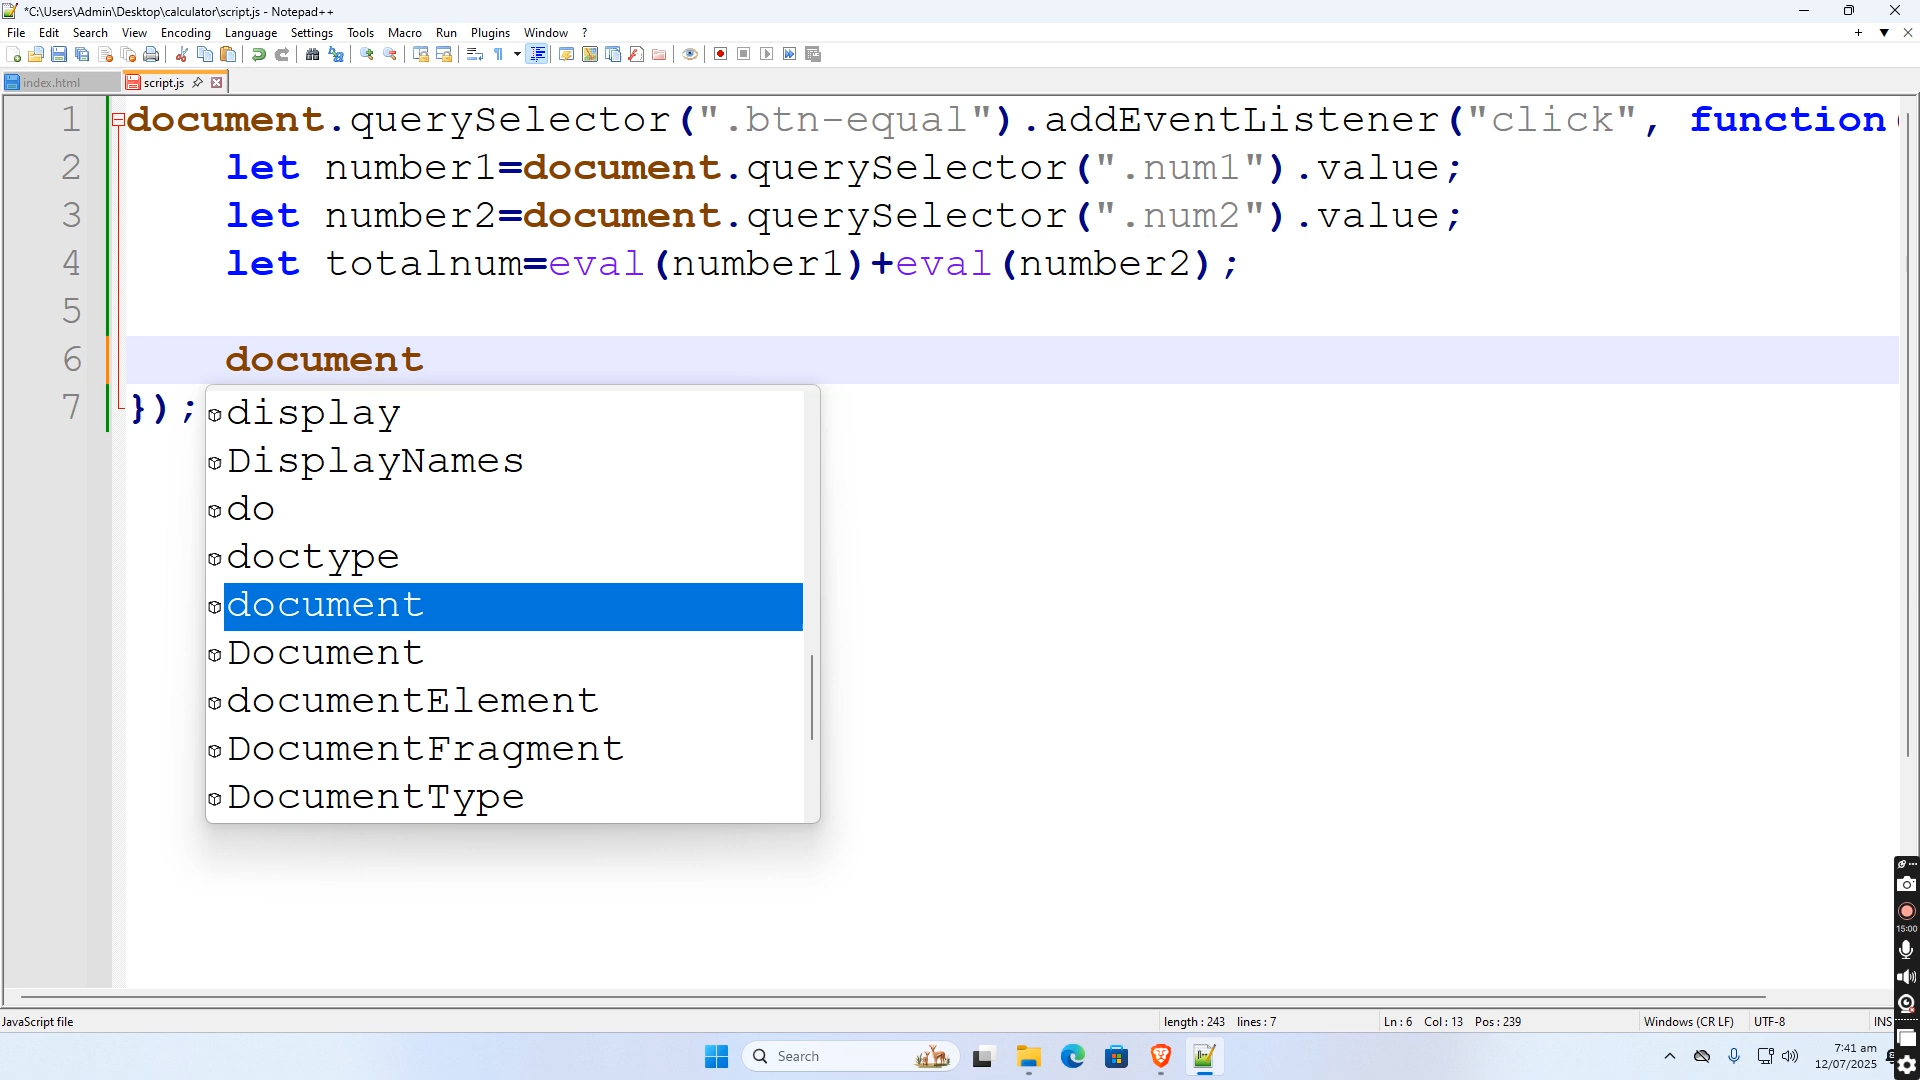 *C:\Users\Admin\Desktop\calculator\script.js - Notepad++
File Edit Search View Encoding Language Settings Tools Macro Run Plugins Window ?
index.html script.js
1 document.querySelector(".btn-equal").addEventListener("click", function
2 let number1=document.querySelector(".num1").value;
3 let number2=document.querySelector(".num2").value;
4 let totalnum=eval(number1)+eval(number2);
5
6 document
7 });
display
DisplayNames
do
doctype
document
Document
documentElement
DocumentFragment
DocumentType
15:00
JavaScript file length : 243 lines : 7 Ln : 6 Col : 13 Pos : 239 Windows (CR LF) UTF-8 INS
Search
7:41 am
12/07/2025